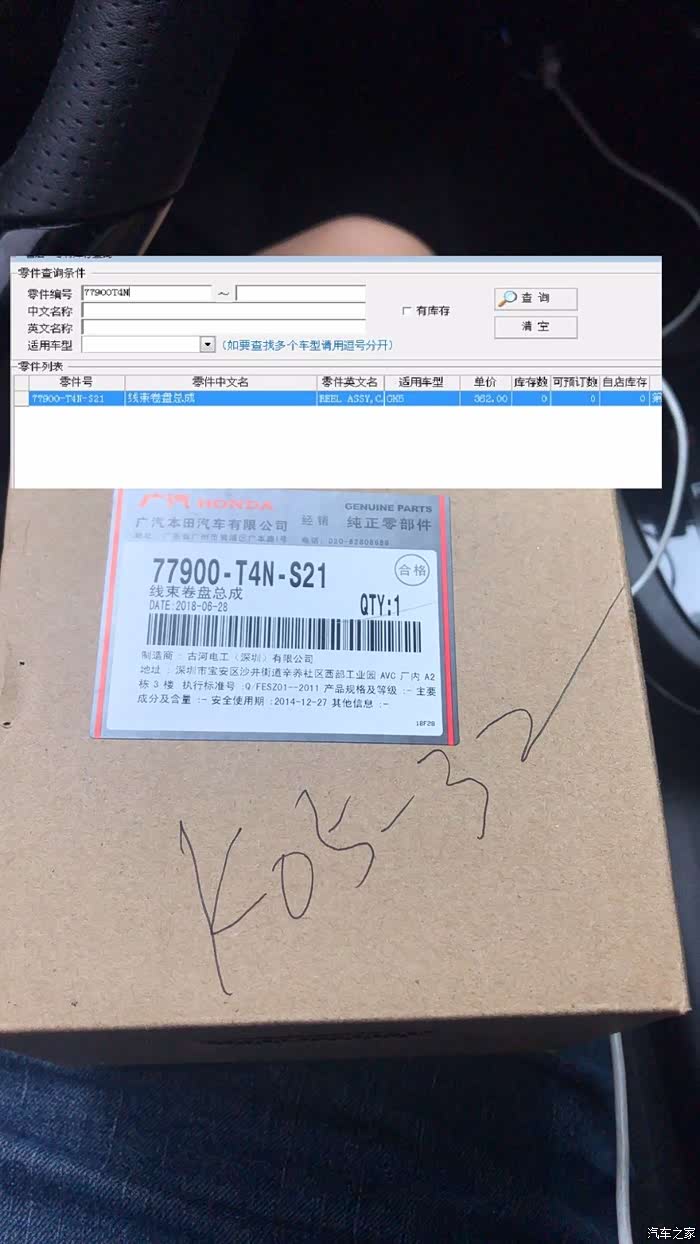 零件查询条件
零件编号 77900T4N ~
中文名称
英文名称
适用车型 (如要查找多个车型请用逗号分开)
有库存
查询
清空
零件列表
零件号 零件中文名 零件英文名 适用车型 单价 库存数 可预订数 自店库存
77900-T4N-S21 线束卷盘总成 REEL ASSY,C. GK5 362.00 0 0 0 第
广汽 HONDA GENUINE PARTS
广汽本田汽车有限公司 经销 纯正零部件
77900-T4N-S21 合格
线束卷盘总成
DATE:2018-06-28 QTY:1
制造商：古河电工（深圳）有限公司
地址：深圳市宝安区沙井街道辛养社区西部工业园 AVC 厂内 A2
栋 3 楼 执行标准号:Q/FESZ01--2011 产品规格及等级:- 主要
成分及含量:- 安全使用期:2014-12-27 其他信息:-
18F28
K05-32
汽车之家